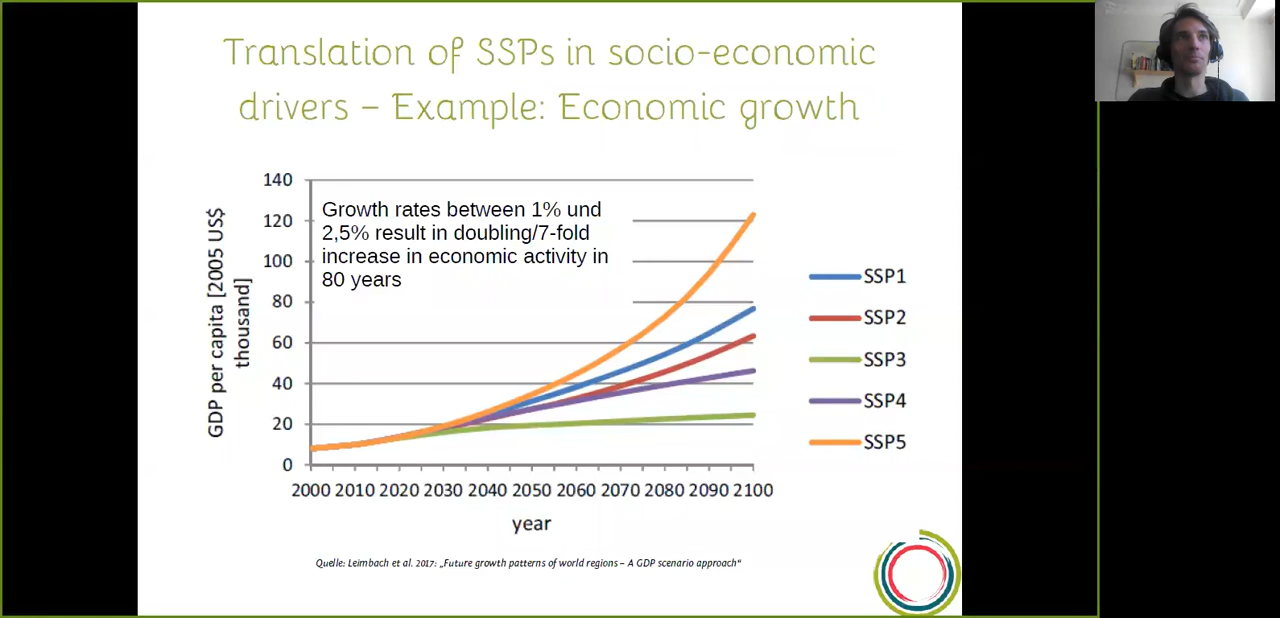 Translation of SSPs in socio-economic
drivers – Example: Economic growth
140
120
100
80
60
40
20
0
GDP per capita [2005 US$
thousand]
Growth rates between 1% und
2,5% result in doubling/7-fold
increase in economic activity in
80 years
SSP1
SSP2
SSP3
SSP4
SSP5
2000 2010 2020 2030 2040 2050 2060 2070 2080 2090 2100
year
Quelle: Leimbach et al. 2017: „Future growth patterns of world regions – A GDP scenario approach“